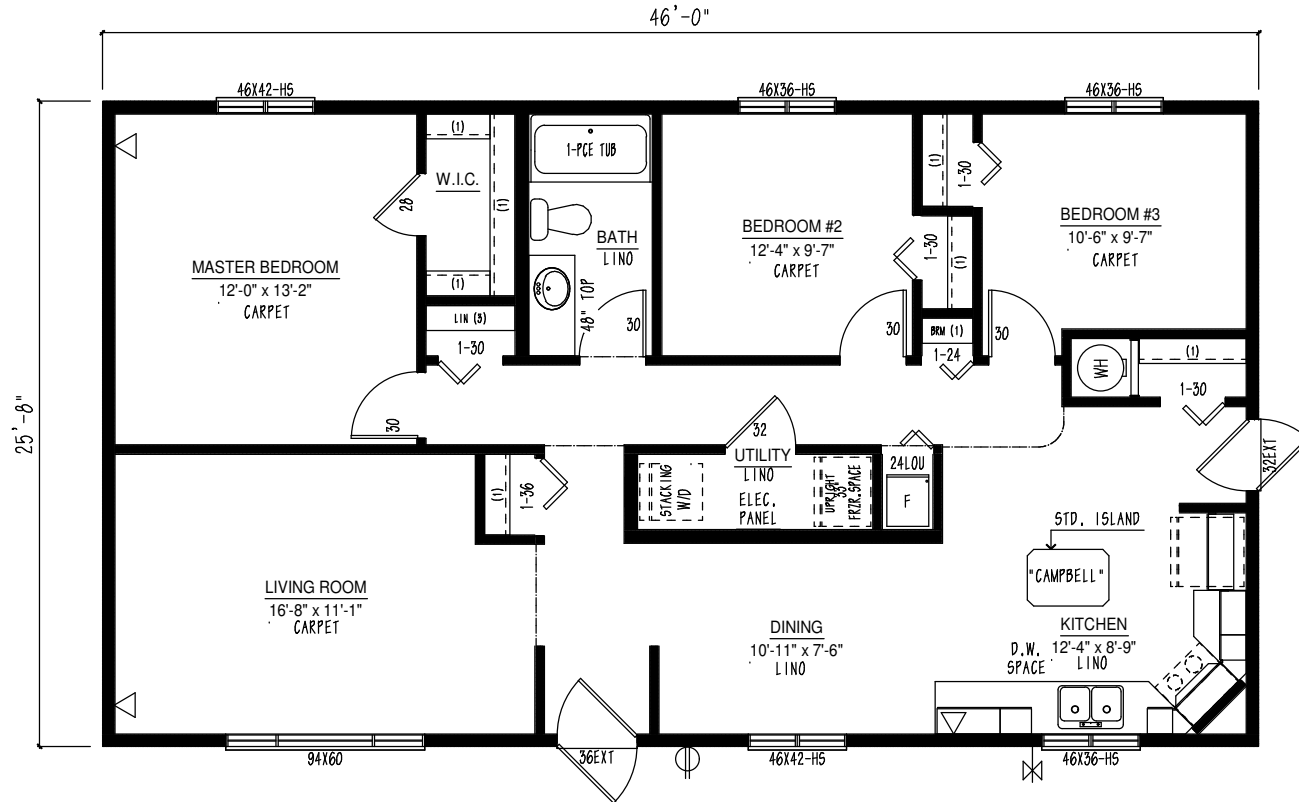 46'-0"
46X42-HS
46X36-HS
46X36-HS
(1)
1-PCE TUB
(1)
1-30
W.I.C.
28
(1)
BATH
LINO
BEDROOM #2
12'-4" x 9'-7"
CARPET
1-30
(1)
BEDROOM #3
10'-6" x 9'-7"
CARPET
MASTER BEDROOM
12'-0" x 13'-2"
CARPET
(1)
48" TOP
LIN (3)
1-30
30
30
BRM (1)
1-24
30
WH
(1)
1-30
25'-8"
30
32
UTILITY
LINO
ELEC.
PANEL
STACKING
W/D
UPRIGHT
33"
FRZR.SPACE
24LOU
F
32EXT
(1)
1-36
STD. ISLAND
"CAMPBELL"
LIVING ROOM
16'-8" x 11'-1"
CARPET
DINING
10'-11" x 7'-6"
LINO
KITCHEN
12'-4" x 8'-9"
LINO
D.W.
SPACE
94X60
36EXT
46X42-HS
46X36-HS